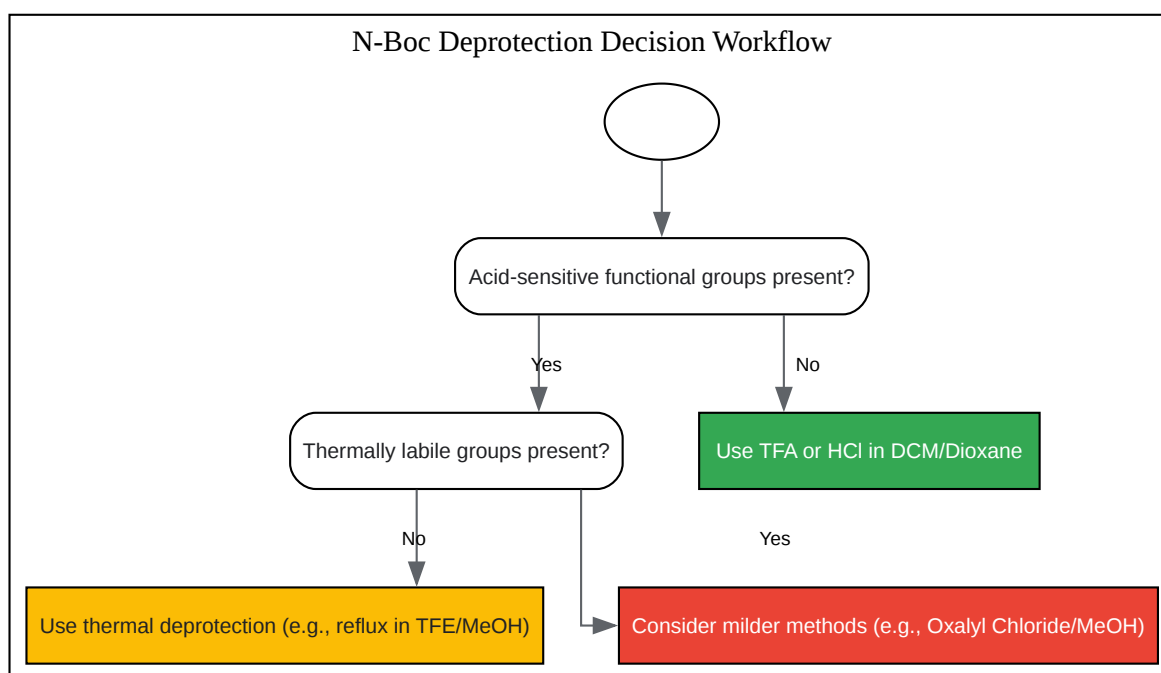 N-Boc Deprotection Decision Workflow
Acid-sensitive functional groups present?
Yes
No
Thermally labile groups present?
Use TFA or HCl in DCM/Dioxane
No
Yes
Use thermal deprotection (e.g., reflux in TFE/MeOH)
Consider milder methods (e.g., Oxalyl Chloride/MeOH)